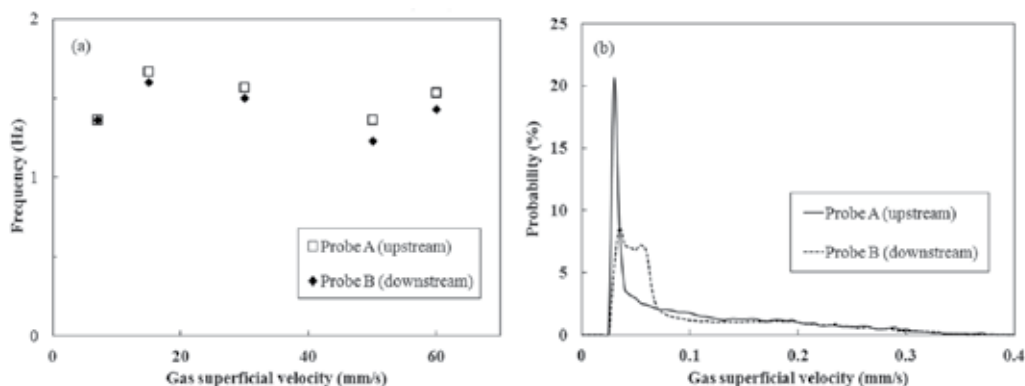 (a)
2
1
0
Frequency (Hz)
0 20 40 60
Gas superficial velocity (mm/s)
Probe A (upstream)
Probe B (downstream)
(b)
25
20
15
10
5
0
Probability (%)
0 0.1 0.2 0.3 0.4
Gas superficial velocity (mm/s)
Probe A (upstream)
Probe B (downstream)